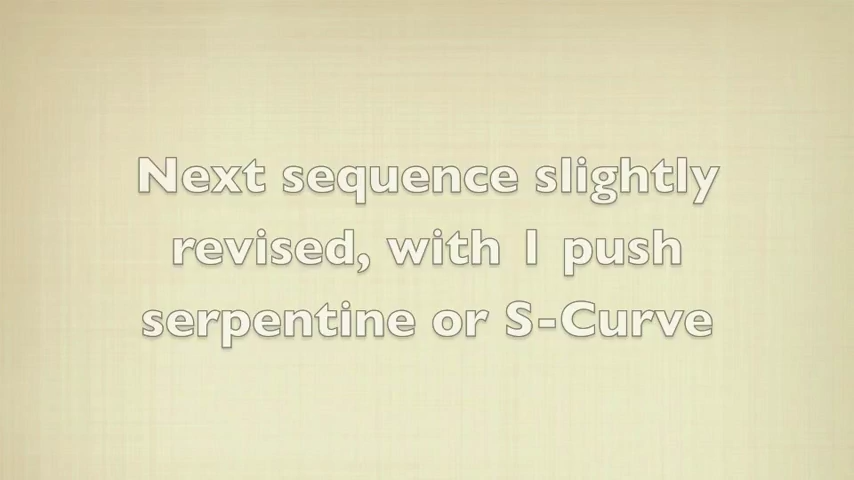 Next sequence slightly
revised, with 1 push
serpentine or S-Curve